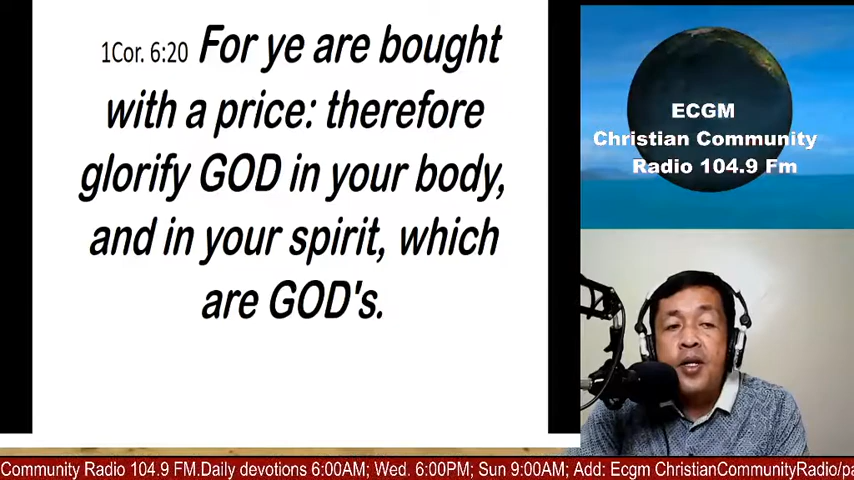 1Cor. 6:20 For ye are bought
with a price: therefore
glorify GOD in your body,
and in your spirit, which
are GOD's.
ECGM
Christian Community
Radio 104.9 Fm
Community Radio 104.9 FM.Daily devotions 6:00AM; Wed. 6:00PM; Sun 9:00AM; Add: Ecgm ChristianCommunityRadio/pa